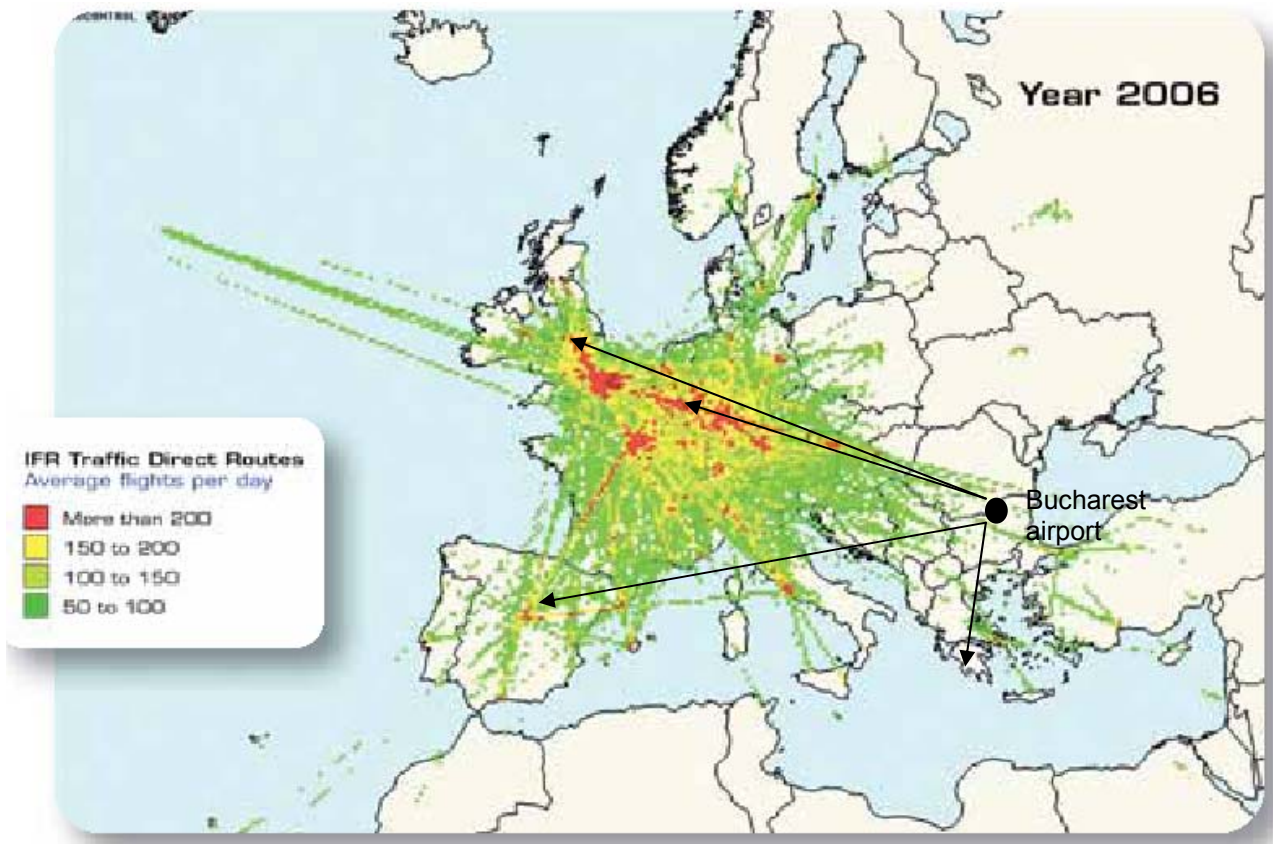 Year 2006
IFR Traffic Direct Routes
Average flights per day
More than 200
150 to 200
100 to 150
50 to 100
Bucharest
airport